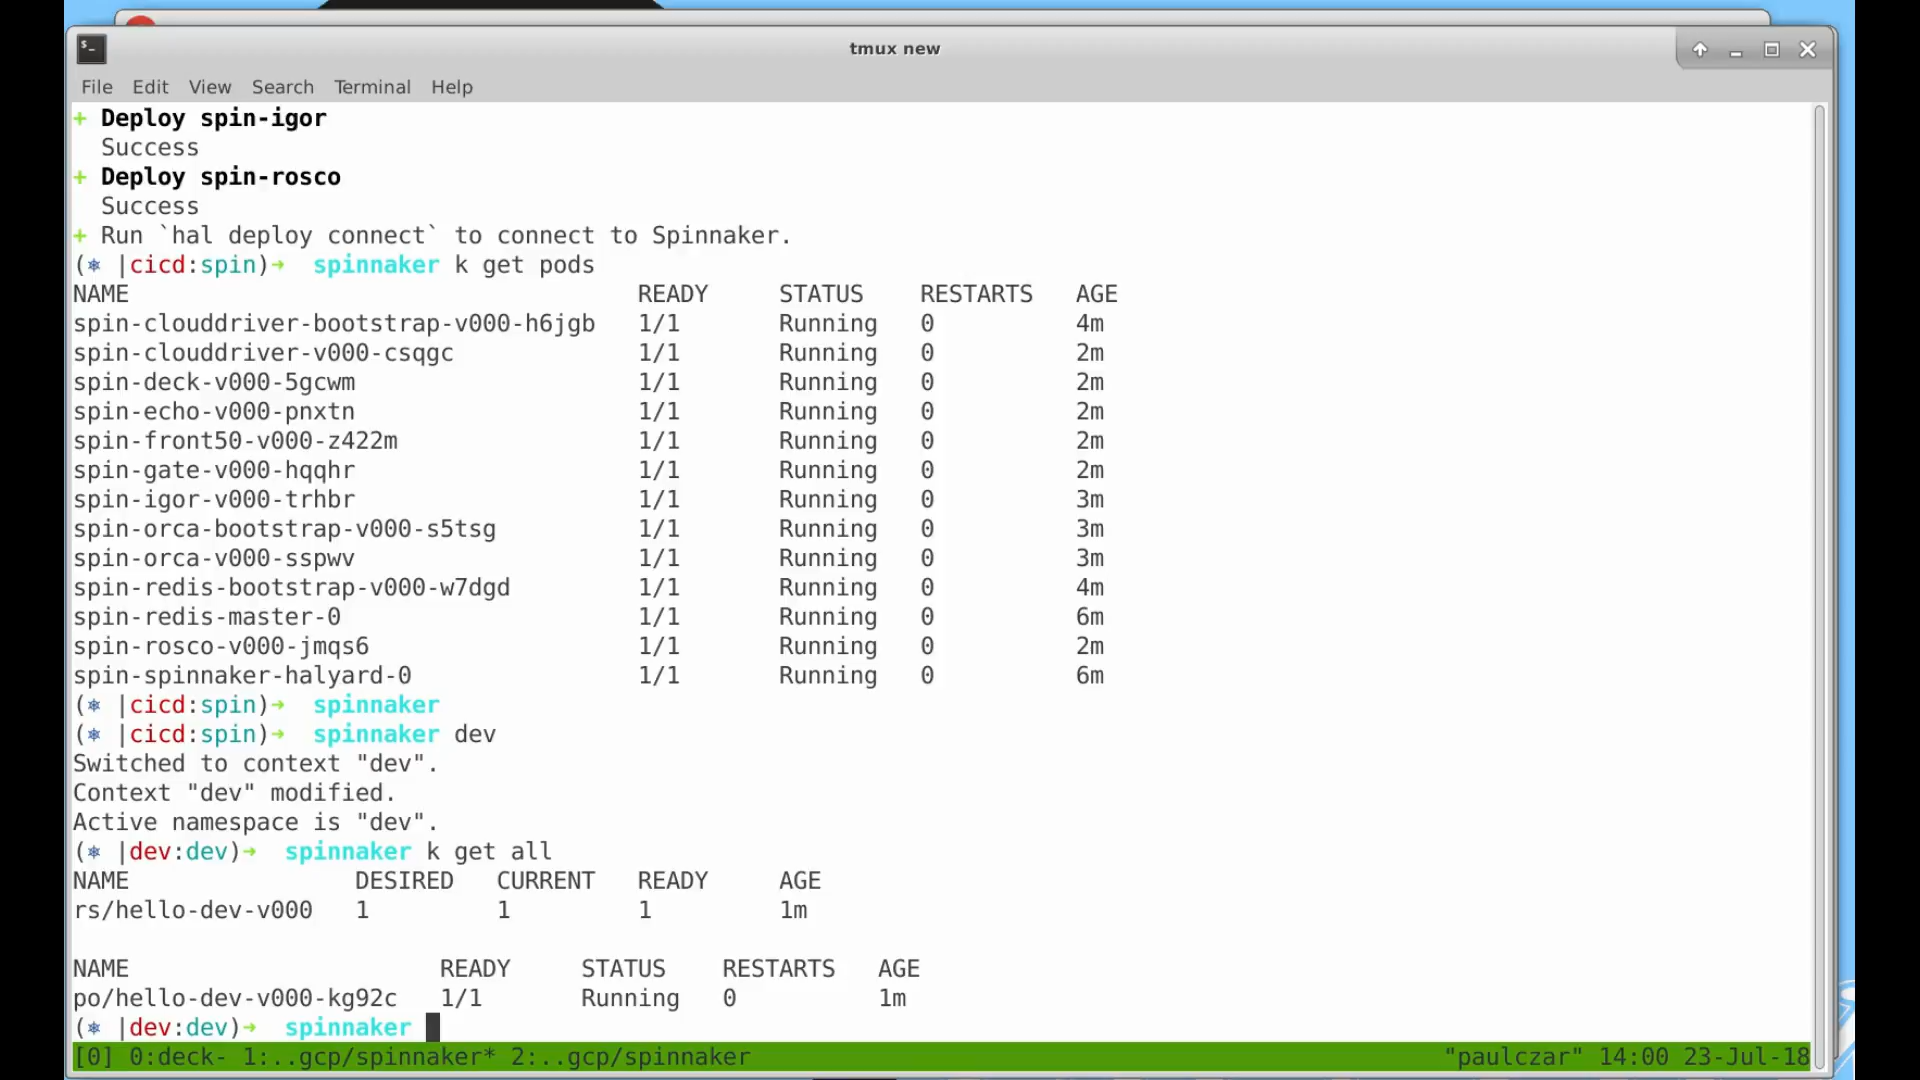 tmux new
File Edit View Search Terminal Help
+ Deploy spin-igor
Success
+ Deploy spin-rosco
Success
+ Run `hal deploy connect` to connect to Spinnaker.
(⎈ |cicd:spin)➜ spinnaker k get pods
NAME READY STATUS RESTARTS AGE
spin-clouddriver-bootstrap-v000-h6jgb 1/1 Running 0 4m
spin-clouddriver-v000-csqgc 1/1 Running 0 2m
spin-deck-v000-5gcwm 1/1 Running 0 2m
spin-echo-v000-pnxtn 1/1 Running 0 2m
spin-front50-v000-z422m 1/1 Running 0 2m
spin-gate-v000-hqqhr 1/1 Running 0 2m
spin-igor-v000-trhbr 1/1 Running 0 3m
spin-orca-bootstrap-v000-s5tsg 1/1 Running 0 3m
spin-orca-v000-sspwv 1/1 Running 0 3m
spin-redis-bootstrap-v000-w7dgd 1/1 Running 0 4m
spin-redis-master-0 1/1 Running 0 6m
spin-rosco-v000-jmqs6 1/1 Running 0 2m
spin-spinnaker-halyard-0 1/1 Running 0 6m
(⎈ |cicd:spin)➜ spinnaker
(⎈ |cicd:spin)➜ spinnaker dev
Switched to context "dev".
Context "dev" modified.
Active namespace is "dev".
(⎈ |dev:dev)➜ spinnaker k get all
NAME DESIRED CURRENT READY AGE
rs/hello-dev-v000 1 1 1 1m
NAME READY STATUS RESTARTS AGE
po/hello-dev-v000-kg92c 1/1 Running 0 1m
(⎈ |dev:dev)➜ spinnaker
[0] 0:deck- 1:..gcp/spinnaker* 2:..gcp/spinnaker "paulczar" 14:00 23-Jul-18